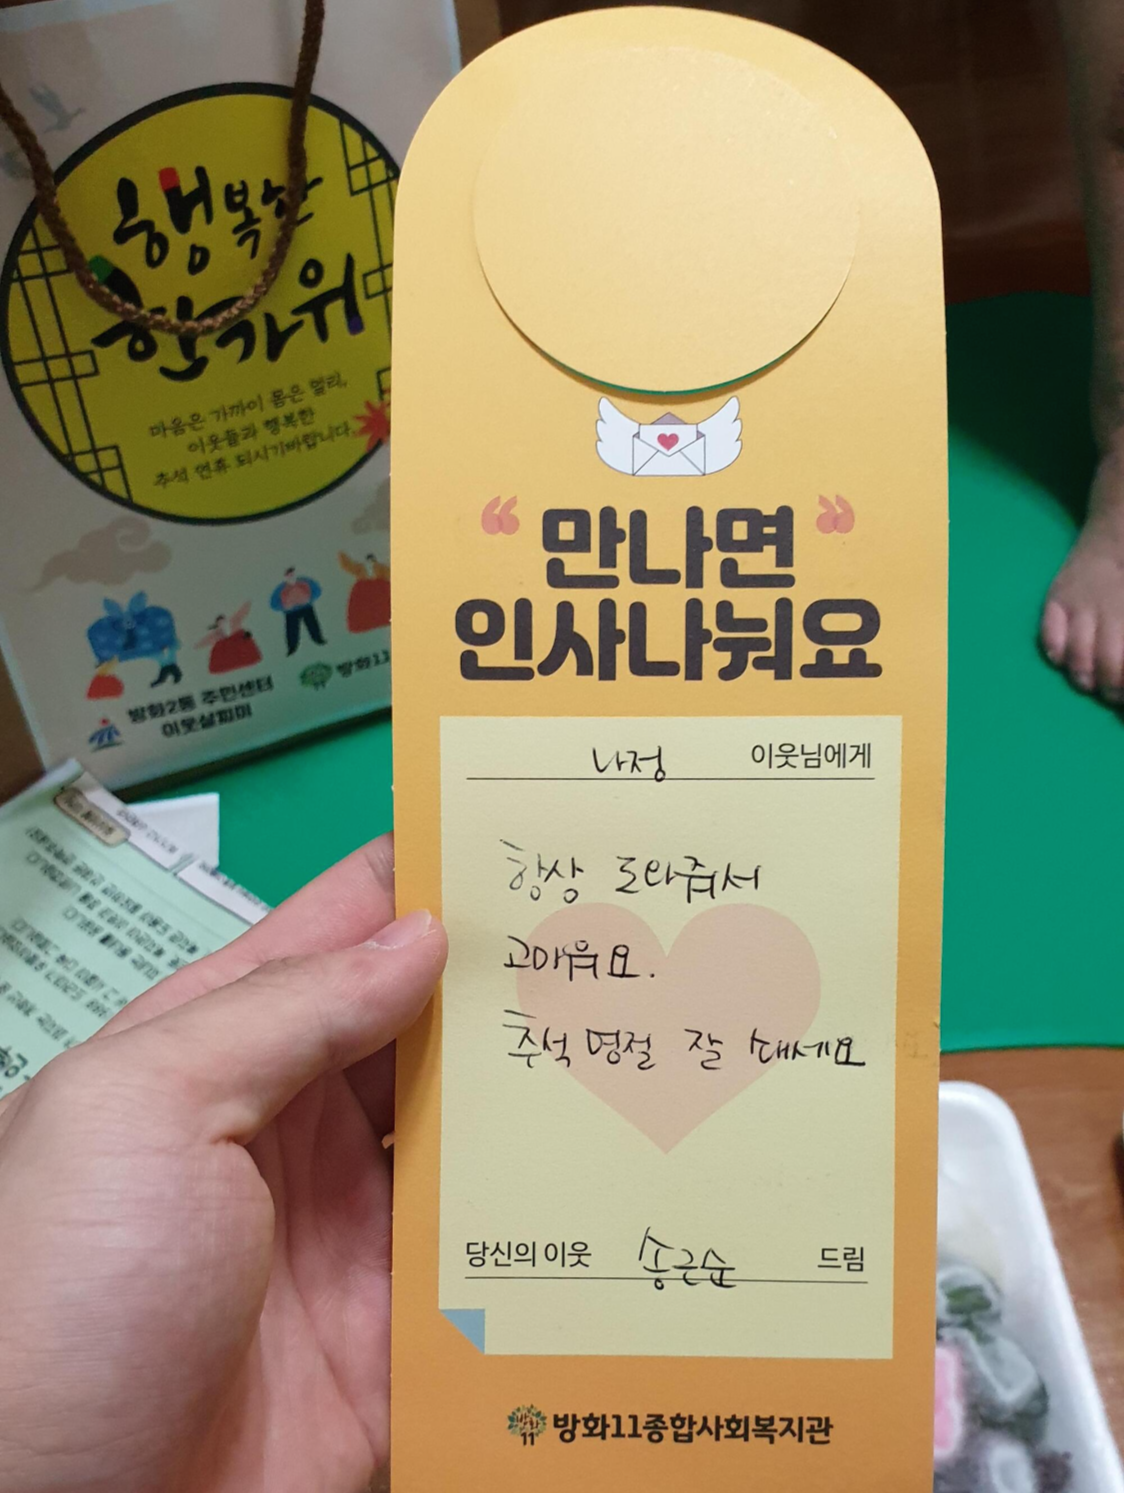 행복한
한가위
마음은 가까이 몸은 멀리,
이웃들과 행복한
추석 연휴 되시기바랍니다.
방화2동 주민센터
이웃살피미
방화11
“만나면”
인사나눠요
나정 이웃님에게
항상 도와줘서
고마워요.
추석 명절 잘 쇄세요
당신의 이웃 송근순 드림
방화11종합사회복지관